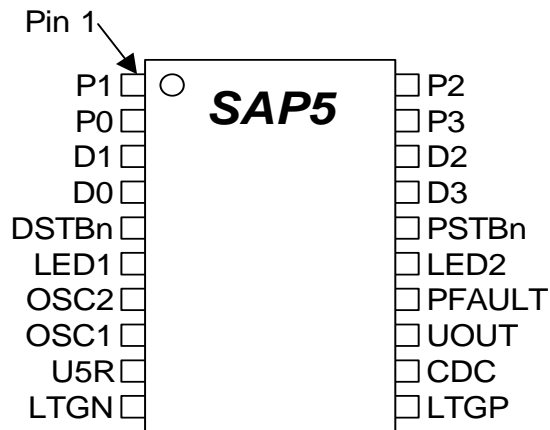 Pin 1
P1 P2
SAP5
P0 P3
D1 D2
D0 D3
DSTBn PSTBn
LED1 LED2
OSC2 PFAULT
OSC1 UOUT
U5R CDC
LTGN LTGP